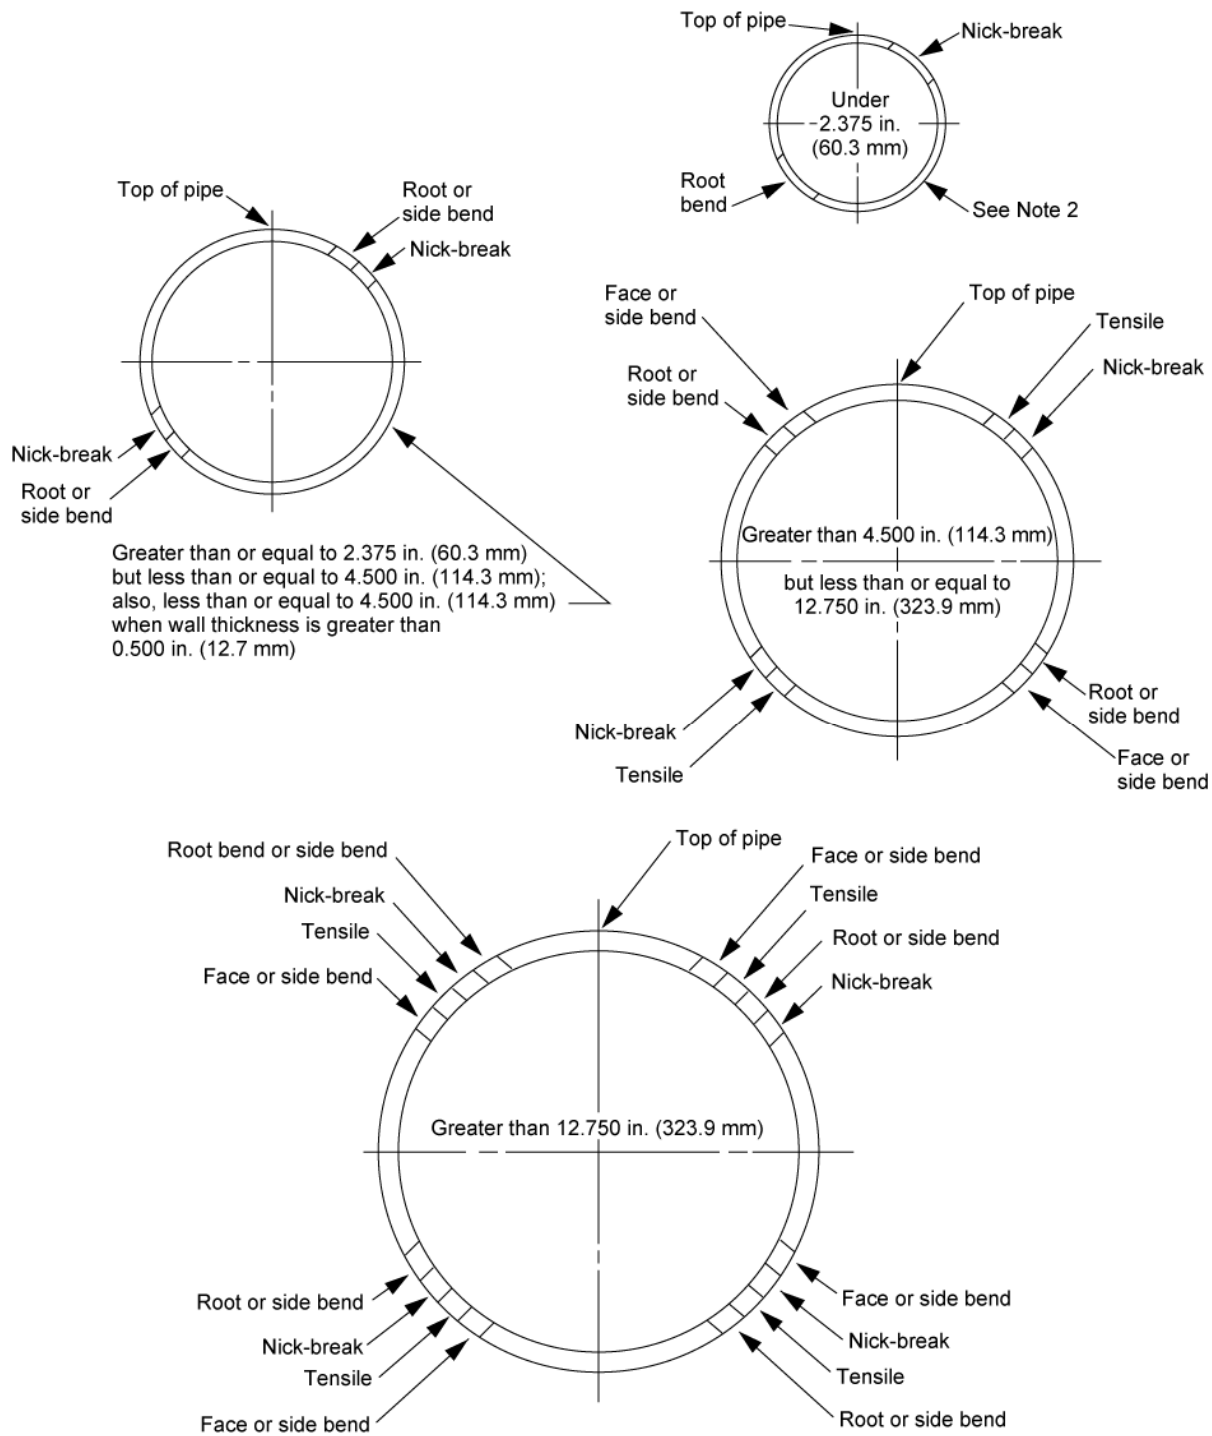 Top of pipe
Nick-break
Under
2.375 in.
(60.3 mm)
Root
bend
See Note 2
Top of pipe
Root or
side bend
Nick-break
Nick-break
Root or
side bend
Greater than or equal to 2.375 in. (60.3 mm)
but less than or equal to 4.500 in. (114.3 mm);
also, less than or equal to 4.500 in. (114.3 mm)
when wall thickness is greater than
0.500 in. (12.7 mm)
Face or
side bend
Top of pipe
Tensile
Root or
side bend
Nick-break
Greater than 4.500 in. (114.3 mm)
but less than or equal to
12.750 in. (323.9 mm)
Nick-break
Tensile
Root or
side bend
Face or
side bend
Root bend or side bend
Nick-break
Tensile
Face or side bend
Top of pipe
Face or side bend
Tensile
Root or side bend
Nick-break
Greater than 12.750 in. (323.9 mm)
Root or side bend
Nick-break
Tensile
Face or side bend
Face or side bend
Nick-break
Tensile
Root or side bend